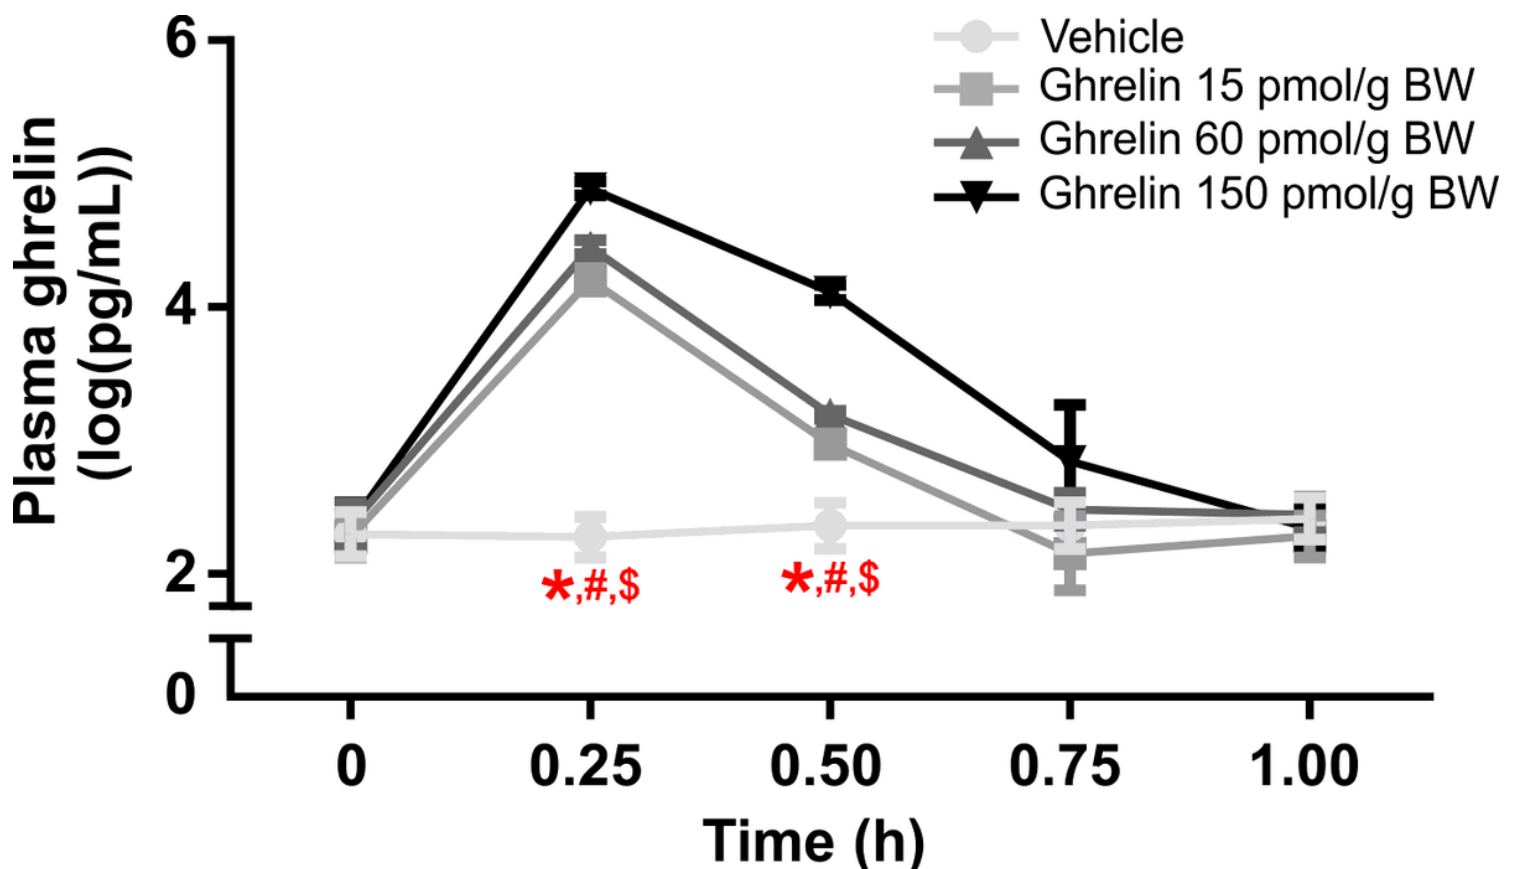 6
4
2
0
Plasma ghrelin
(log(pg/mL))
Vehicle
Ghrelin 15 pmol/g BW
Ghrelin 60 pmol/g BW
Ghrelin 150 pmol/g BW
*,#,$
*,#,$
0
0.25
0.50
0.75
1.00
Time (h)